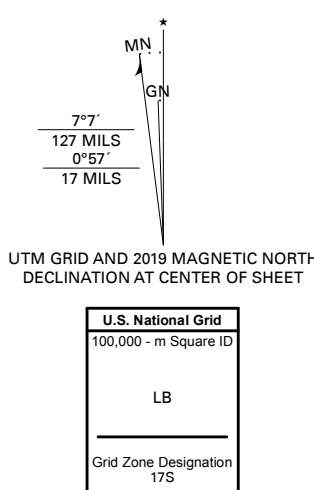 ★
MN
GN
7°7´
127 MILS
0°57´
17 MILS
UTM GRID AND 2019 MAGNETIC NORTH
DECLINATION AT CENTER OF SHEET
U.S. National Grid
100,000 - m Square ID
LB
Grid Zone Designation
17S